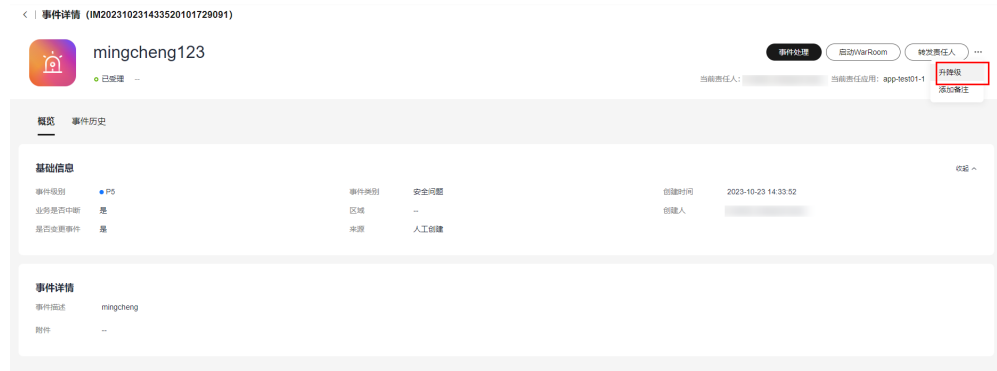 < | 事件详情（IM202310231433520101729091）
mingcheng123
事件处理 启动WarRoom 转发责任人 ···
已受理 --
当前责任人： 当前责任应用：app-test01-1
升降级
添加备注
概览 事件历史
基础信息 收起
事件级别 P5 事件类别 安全问题 创建时间 2023-10-23 14:33:52
业务是否中断 是 区域 -- 创建人
是否变更事件 是 来源 人工创建
事件详情
事件描述 mingcheng
附件 --